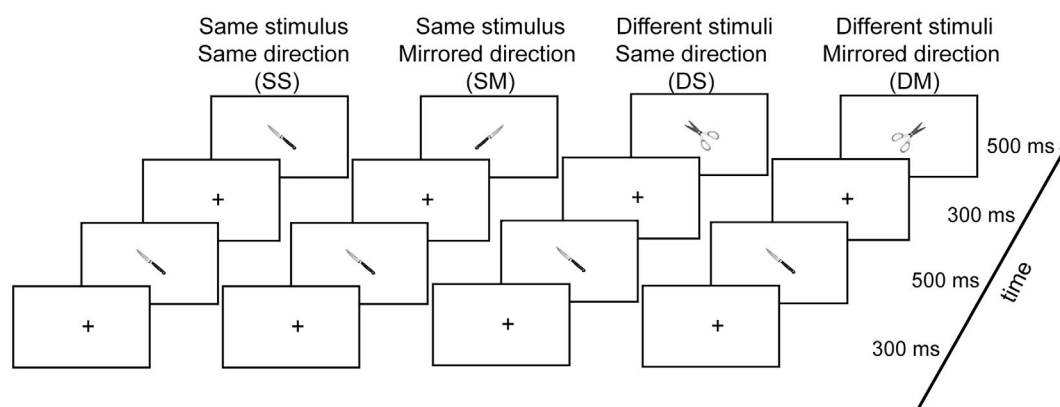 Same stimulus
Same direction
(SS)
Same stimulus
Mirrored direction
(SM)
Different stimuli
Same direction
(DS)
Different stimuli
Mirrored direction
(DM)
500 ms
300 ms
500 ms
300 ms
time